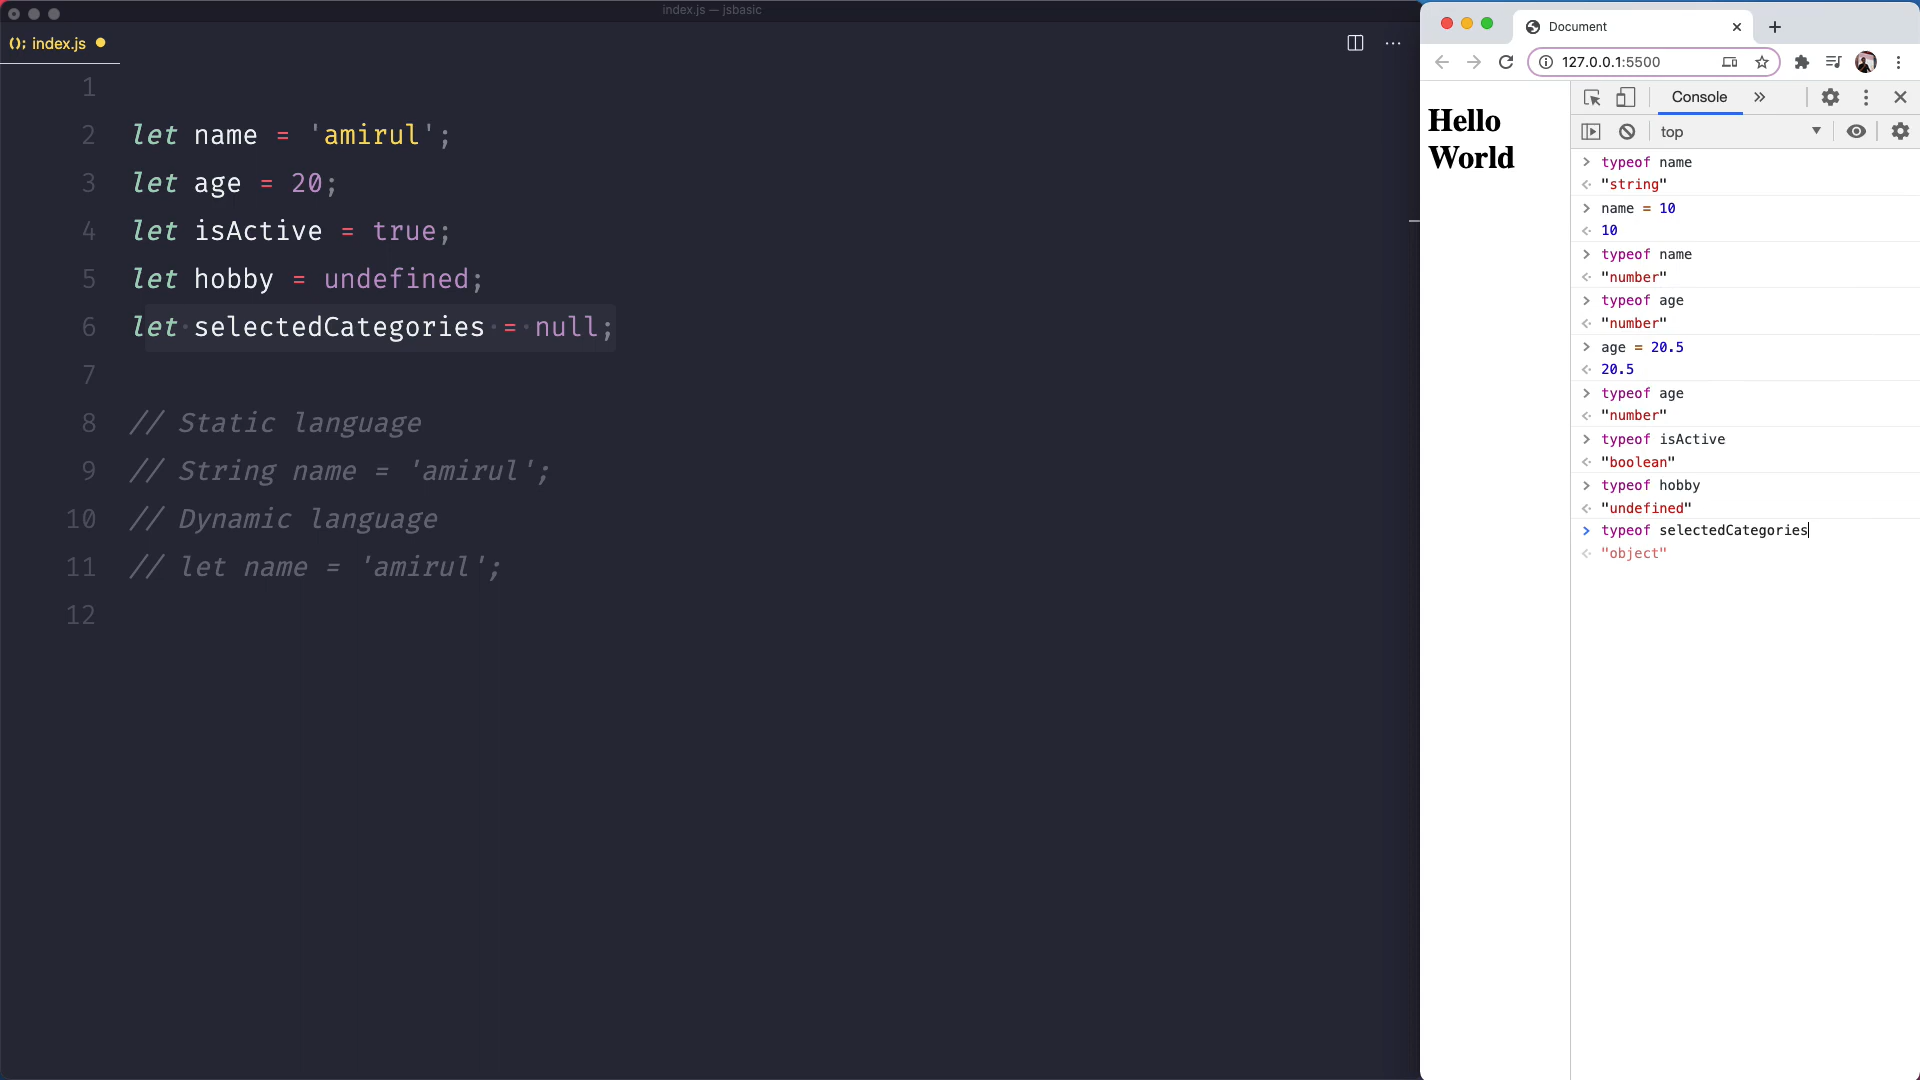 index.js — jsbasic
(); index.js
1
2 let name = 'amirul';
3 let age = 20;
4 let isActive = true;
5 let hobby = undefined;
6 let selectedCategories = null;
7
8 // Static language
9 // String name = 'amirul';
10 // Dynamic language
11 // let name = 'amirul';
12
Document
127.0.0.1:5500
Hello
World
Console
top
> typeof name
<· "string"
> name = 10
<· 10
> typeof name
<· "number"
> typeof age
<· "number"
> age = 20.5
<· 20.5
> typeof age
<· "number"
> typeof isActive
<· "boolean"
> typeof hobby
<· "undefined"
> typeof selectedCategories
<· "object"